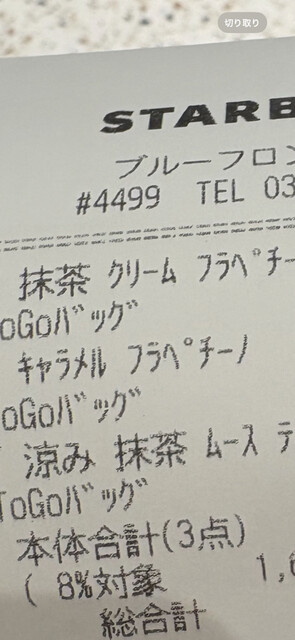 切り取り
STARB
ブルーフロン
#4499 TEL 03
抹茶 クリーム フラペチー
oGoバッグ
キャラメル フラペチーノ
oGoバッグ
涼み 抹茶 ムース テ
ToGoバッグ
本体合計(3点)
( 8%対象 1,6
総合計